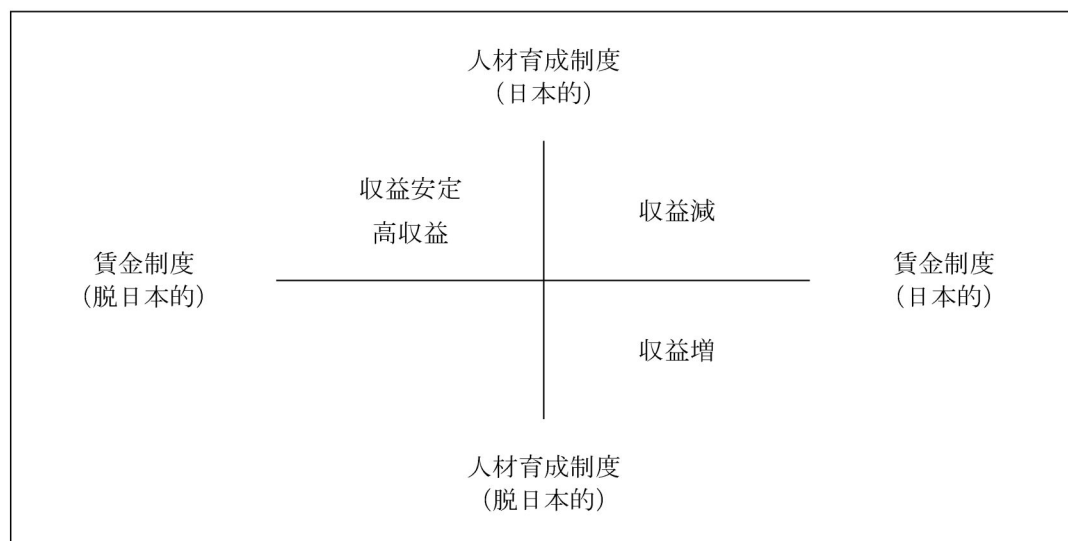 人材育成制度
（日本的）
収益安定
高収益
収益減
賃金制度
（脱日本的）
賃金制度
（日本的）
収益増
人材育成制度
（脱日本的）